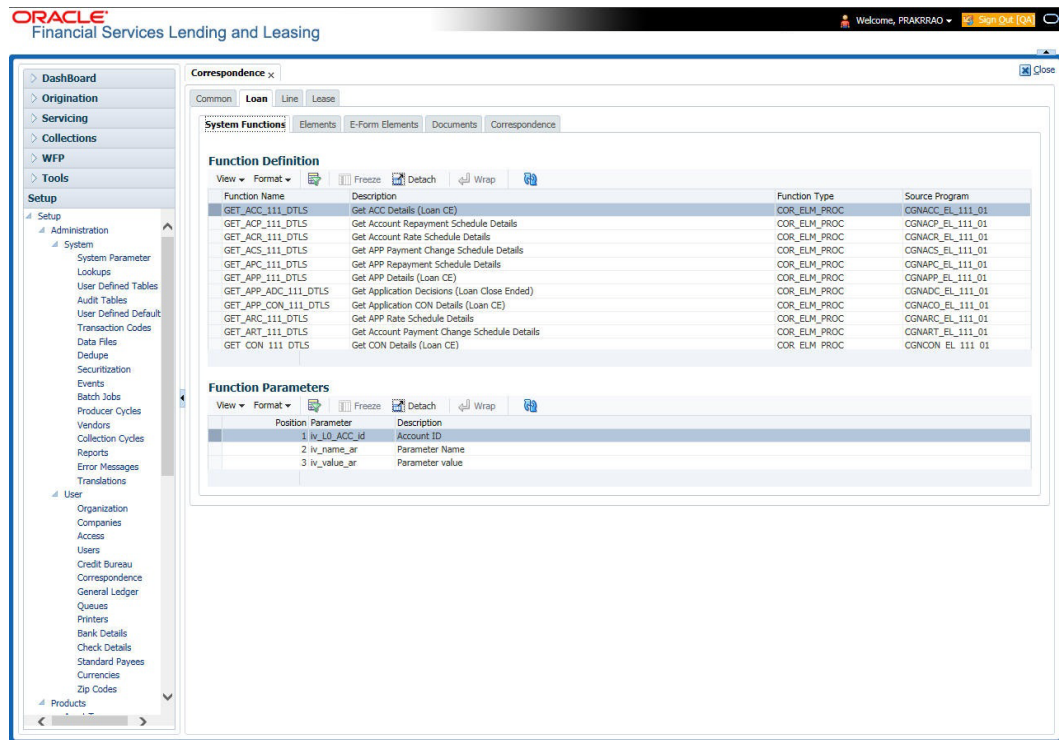 ORACLE
Financial Services Lending and Leasing
Welcome, PRAKRRAO
Sign Out [QA]
DashBoard
Origination
Servicing
Collections
WFP
Tools
Setup
Setup
Administration
System
System Parameter
Lookups
User Defined Tables
Audit Tables
User Defined Default
Transaction Codes
Data Files
Dedupe
Securitization
Events
Batch Jobs
Producer Cycles
Vendors
Collection Cycles
Reports
Error Messages
Translations
User
Organization
Companies
Access
Users
Credit Bureau
Correspondence
General Ledger
Queues
Printers
Bank Details
Check Details
Standard Payees
Currencies
Zip Codes
Products
Correspondence x
Close
Common Loan Line Lease
System Functions Elements E-Form Elements Documents Correspondence
Function Definition
View Format Freeze Detach Wrap
Function Name Description Function Type Source Program
GET_ACC_111_DTLS Get ACC Details (Loan CE) COR_ELM_PROC CGNACC_EL_111_01
GET_ACP_111_DTLS Get Account Repayment Schedule Details COR_ELM_PROC CGNACP_EL_111_01
GET_ACR_111_DTLS Get Account Rate Schedule Details COR_ELM_PROC CGNACR_EL_111_01
GET_ACS_111_DTLS Get APP Payment Change Schedule Details COR_ELM_PROC CGNACS_EL_111_01
GET_APC_111_DTLS Get APP Repayment Schedule Details COR_ELM_PROC CGNAPC_EL_111_01
GET_APP_111_DTLS Get APP Details (Loan CE) COR_ELM_PROC CGNAPP_EL_111_01
GET_APP_ADC_111_DTLS Get Application Decisions (Loan Close Ended) COR_ELM_PROC CGNADC_EL_111_01
GET_APP_CON_111_DTLS Get Application CON Details (Loan CE) COR_ELM_PROC CGNACO_EL_111_01
GET_ARC_111_DTLS Get APP Rate Schedule Details COR_ELM_PROC CGNARC_EL_111_01
GET_ART_111_DTLS Get Account Payment Change Schedule Details COR_ELM_PROC CGNART_EL_111_01
GET_CON_111_DTLS Get CON Details (Loan CE) COR_ELM_PROC CGNCON_EL_111_01
Function Parameters
View Format Freeze Detach Wrap
Position Parameter Description
1 iv_L0_ACC_id Account ID
2 iv_name_ar Parameter Name
3 iv_value_ar Parameter value